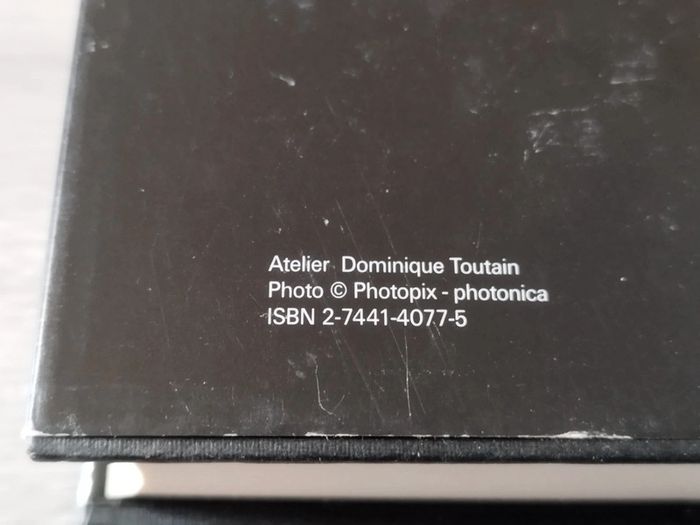 Atelier Dominique Toutain
Photo © Photopix - photonica
ISBN 2-7441-4077-5